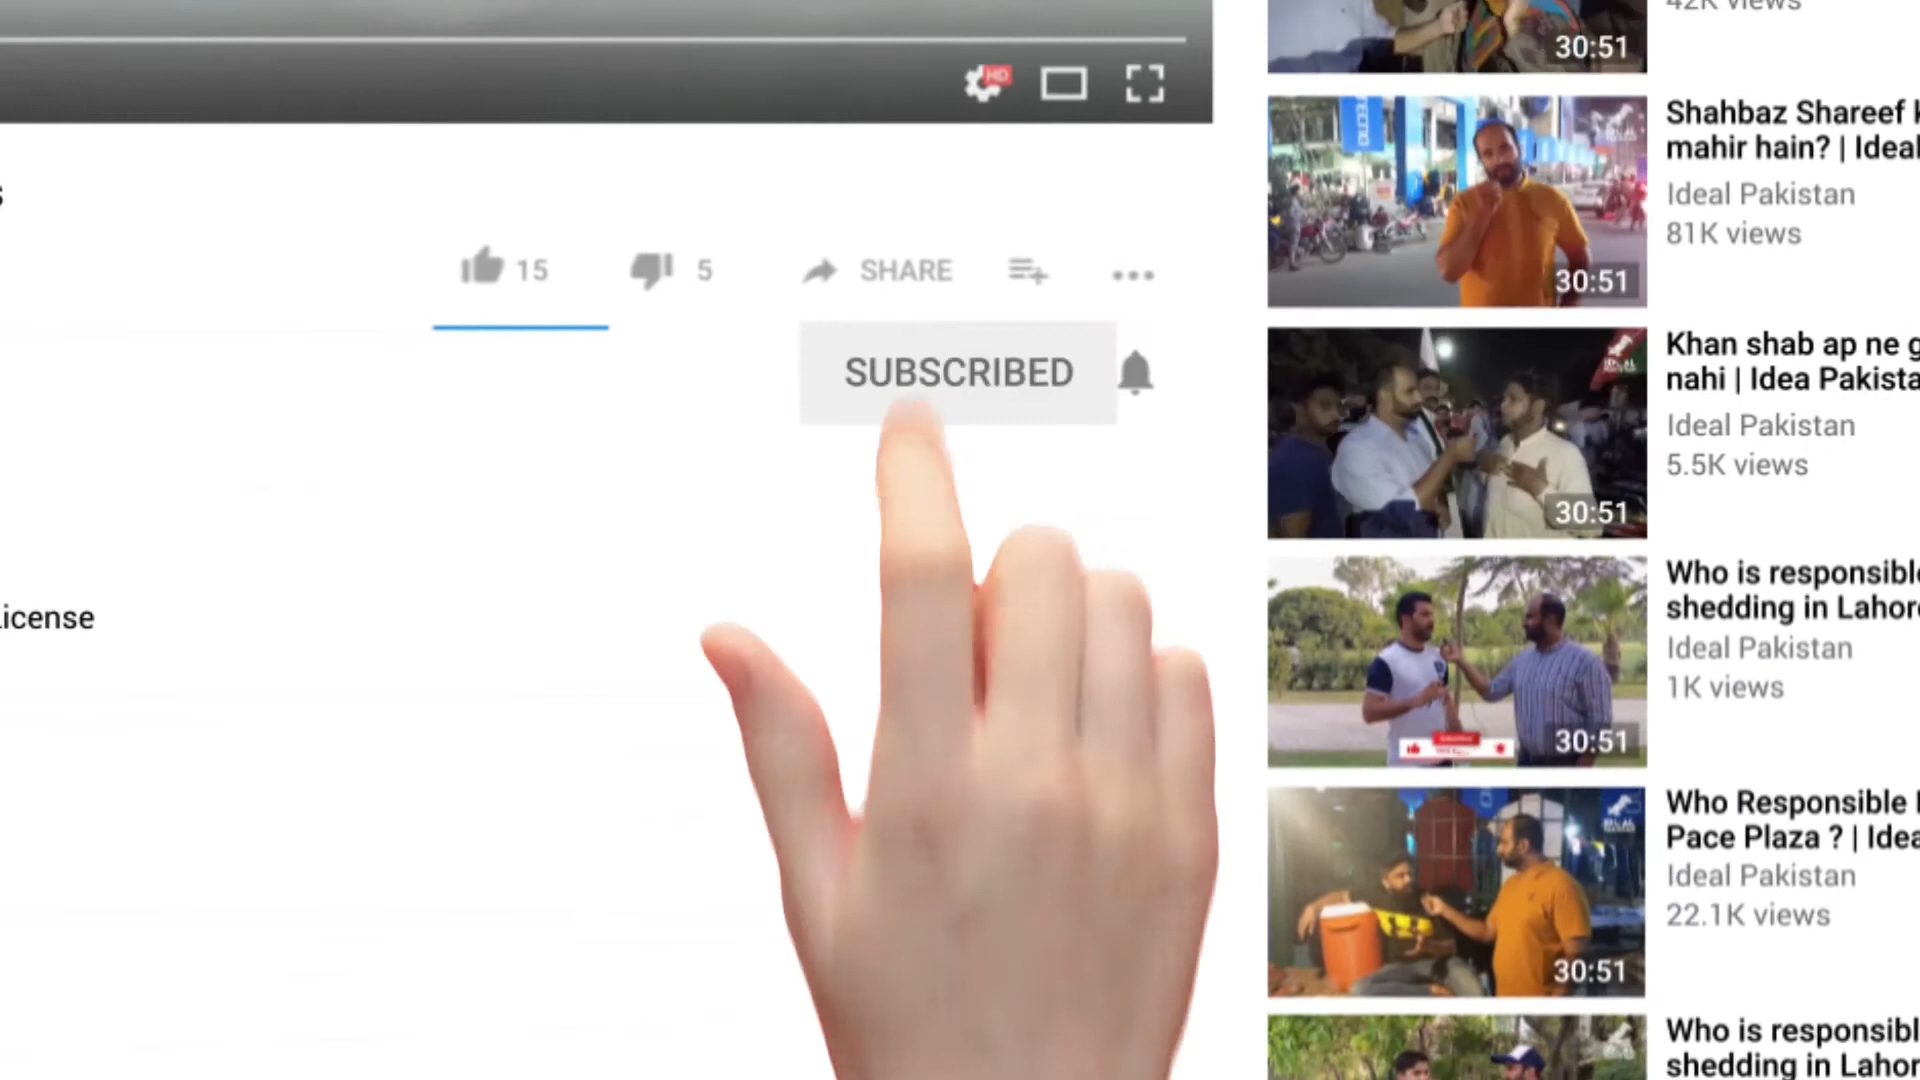 42K views
30:51
HD
TECNO
Shahbaz Shareef k
mahir hain? | Ideal
Ideal Pakistan
81K views
30:51
15
5
SHARE
SUBSCRIBED
Khan shab ap ne g
nahi | Idea Pakista
Ideal Pakistan
5.5K views
30:51
License
Who is responsible
shedding in Lahore
Ideal Pakistan
1K views
30:51
Who Responsible
Pace Plaza ? | Idea
Ideal Pakistan
22.1K views
30:51
Who is responsibl
shedding in Lahor